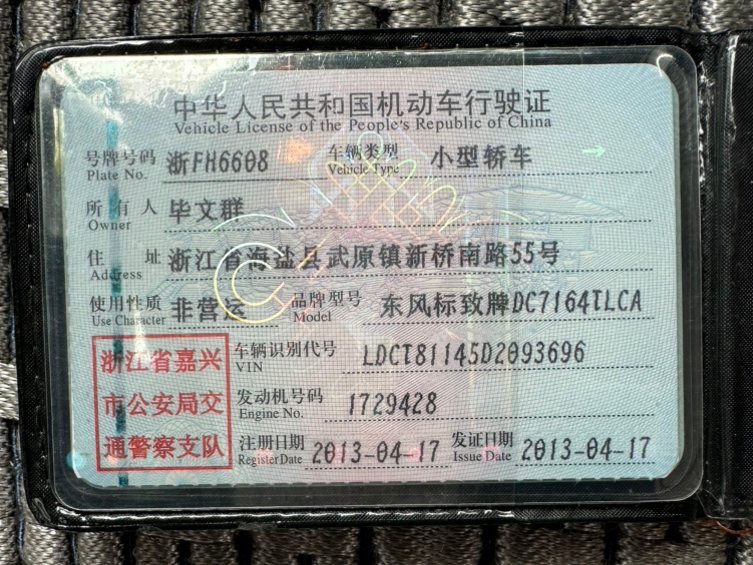 中华人民共和国机动车行驶证
Vehicle License of the People's Republic of China
号牌号码 浙FH6608 车辆类型 小型轿车
Plate No. Vehicle Type
所有人 毕文群
Owner
住址 浙江省海盐县武原镇新桥南路55号
Address
使用性质 非营运 品牌型号 东风标致牌DC7164TLCA
Use Character Model
浙江省嘉兴 车辆识别代号 LDCT81145D2093696
VIN
市公安局交 发动机号码 1729428
Engine No.
通警察支队 注册日期 2013-04-17 发证日期 2013-04-17
Register Date Issue Date